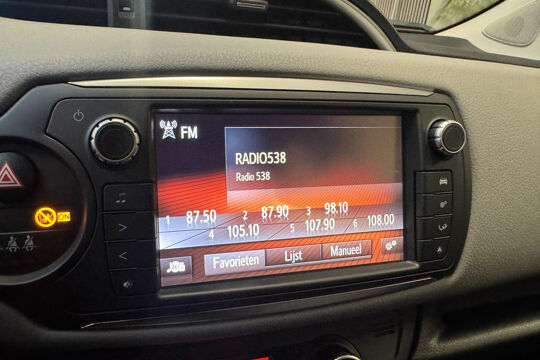 FM
RADIO538
Radio 538
1 87.50 2 87.90 3 98.10
4 105.10 5 107.90 6 108.00
Favorieten Lijst Manueel
ON